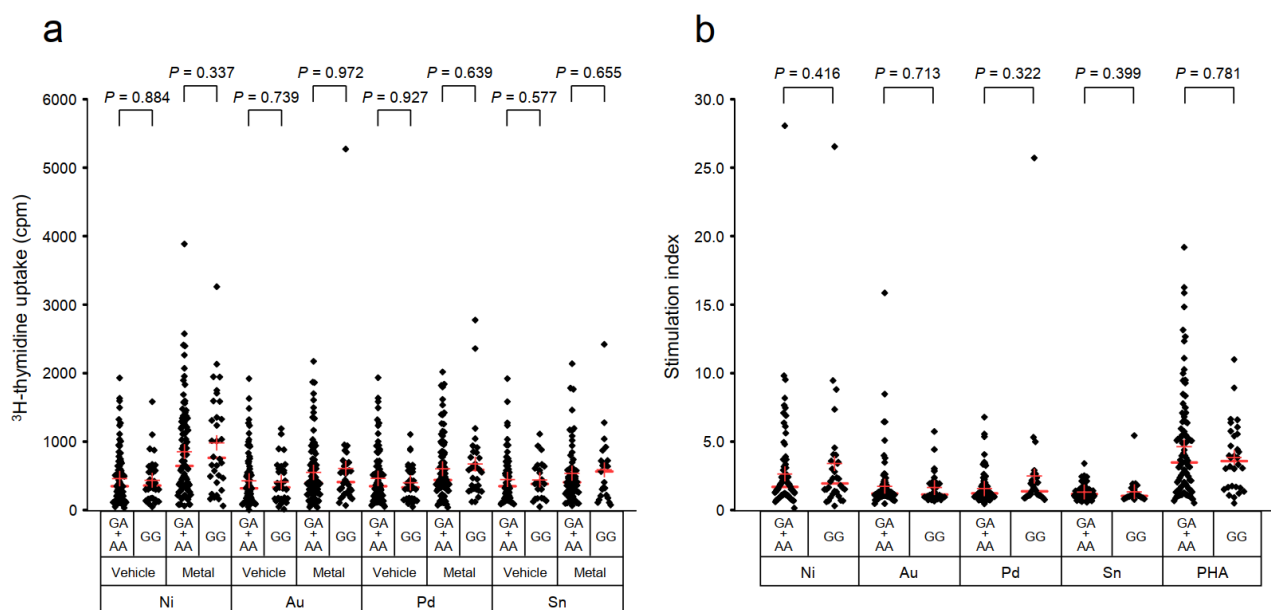 a
P = 0.337 P = 0.972 P = 0.639 P = 0.655
P = 0.884 P = 0.739 P = 0.927 P = 0.577
6000
5000
4000
3000
2000
1000
0
³H-thymidine uptake (cpm)
GA + AA GG GA + AA GG GA + AA GG GA + AA GG GA + AA GG GA + AA GG GA + AA GG GA + AA GG
Vehicle Metal Vehicle Metal Vehicle Metal Vehicle Metal
Ni Au Pd Sn
b
P = 0.416 P = 0.713 P = 0.322 P = 0.399 P = 0.781
30.0
25.0
20.0
15.0
10.0
5.0
0
Stimulation index
GA + AA GG GA + AA GG GA + AA GG GA + AA GG GA + AA GG
Ni Au Pd Sn PHA